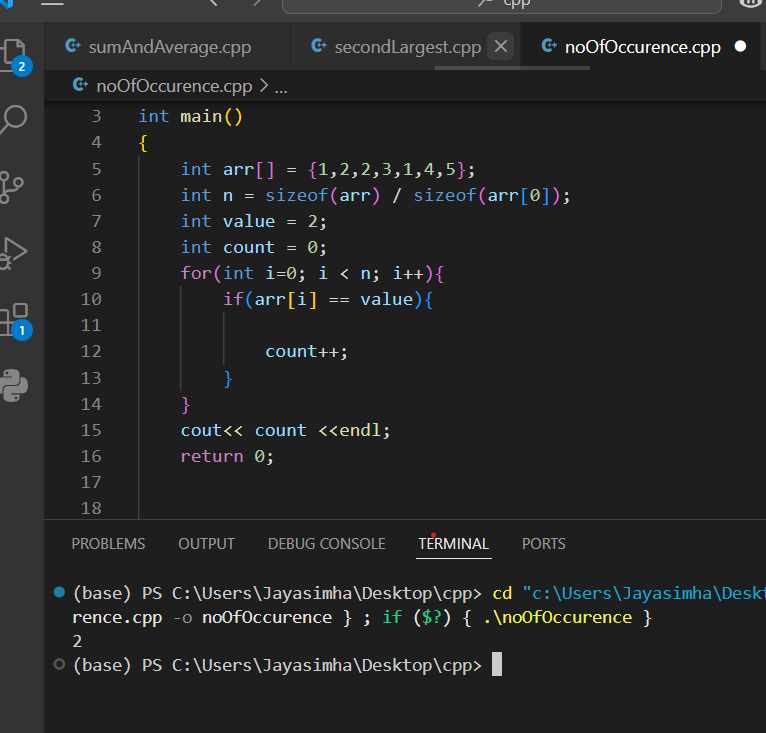 cpp
sumAndAverage.cpp secondLargest.cpp noOfOccurence.cpp
2
noOfOccurence.cpp > ...
3 int main()
4 {
5 int arr[] = {1,2,2,3,1,4,5};
6 int n = sizeof(arr) / sizeof(arr[0]);
7 int value = 2;
8 int count = 0;
9 for(int i=0; i < n; i++){
10 if(arr[i] == value){
11
12 count++;
1
13 }
14 }
15 cout<< count <<endl;
16 return 0;
17
18
PROBLEMS OUTPUT DEBUG CONSOLE TERMINAL PORTS
(base) PS C:\Users\Jayasimha\Desktop\cpp> cd "c:\Users\Jayasimha\Deskt
rence.cpp -o noOfOccurence } ; if ($?) { .\noOfOccurence }
2
(base) PS C:\Users\Jayasimha\Desktop\cpp>